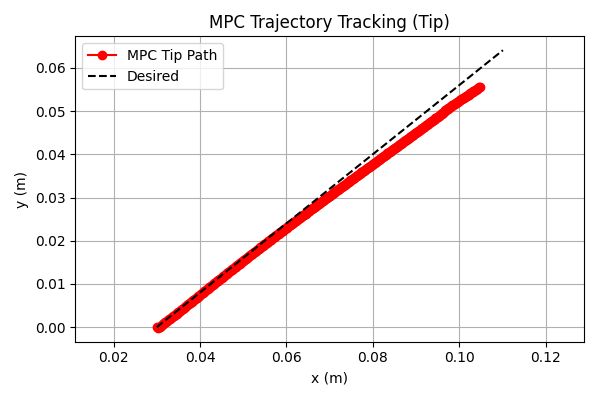 MPC Trajectory Tracking (Tip)
MPC Tip Path
Desired
y (m)
0.06
0.05
0.04
0.03
0.02
0.01
0.00
0.02 0.04 0.06 0.08 0.10 0.12
x (m)